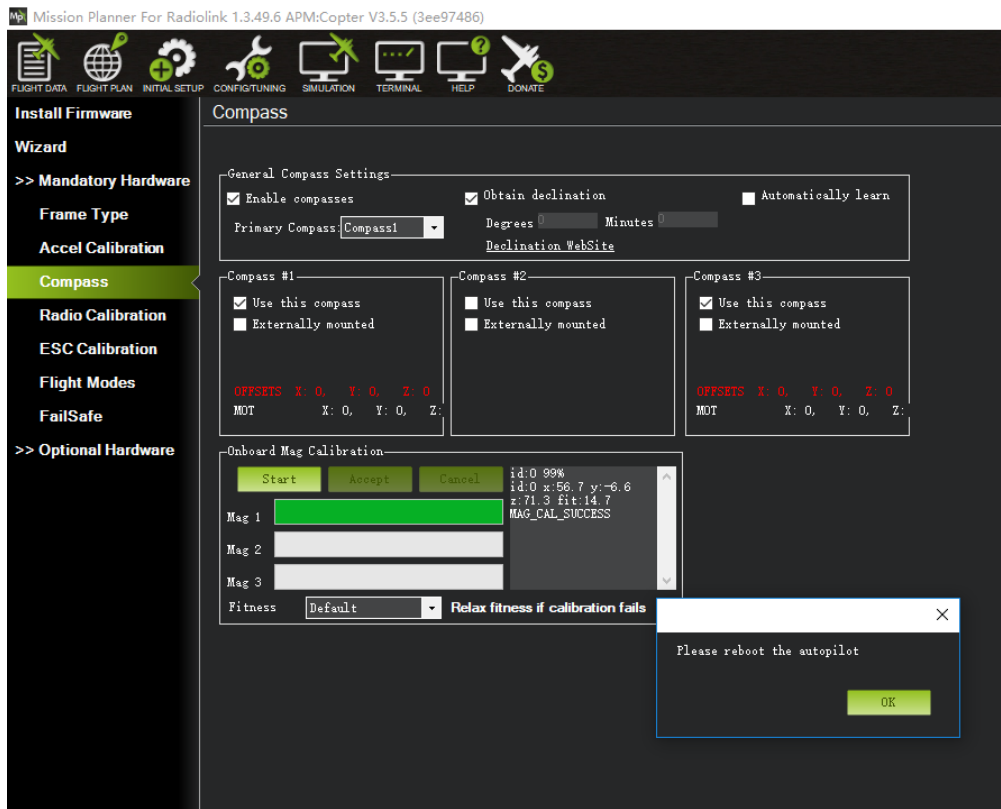 Mission Planner For Radiolink 1.3.49.6 APM:Copter V3.5.5 (3ee97486)
FLIGHT DATA FLIGHT PLAN INITIAL SETUP CONFIG/TUNING SIMULATION TERMINAL HELP DONATE
Install Firmware
Wizard
>> Mandatory Hardware
Frame Type
Accel Calibration
Compass
Radio Calibration
ESC Calibration
Flight Modes
FailSafe
>> Optional Hardware
Compass
General Compass Settings
Enable compasses
Obtain declination
Automatically learn
Primary Compass: Compass1
Degrees 0 Minutes 0
Declination WebSite
Compass #1
Use this compass
Externally mounted
OFFSETS X: 0, Y: 0, Z: 0
MOT X: 0, Y: 0, Z:
Compass #2
Use this compass
Externally mounted
Compass #3
Use this compass
Externally mounted
OFFSETS X: 0, Y: 0, Z: 0
MOT X: 0, Y: 0, Z:
Onboard Mag Calibration
Start Accept Cancel
Mag 1
Mag 2
Mag 3
id:0 99%
id:0 x:56.7 y:-6.6
z:71.3 fit:14.7
MAG_CAL_SUCCESS
Fitness Default Relax fitness if calibration fails
Please reboot the autopilot
OK